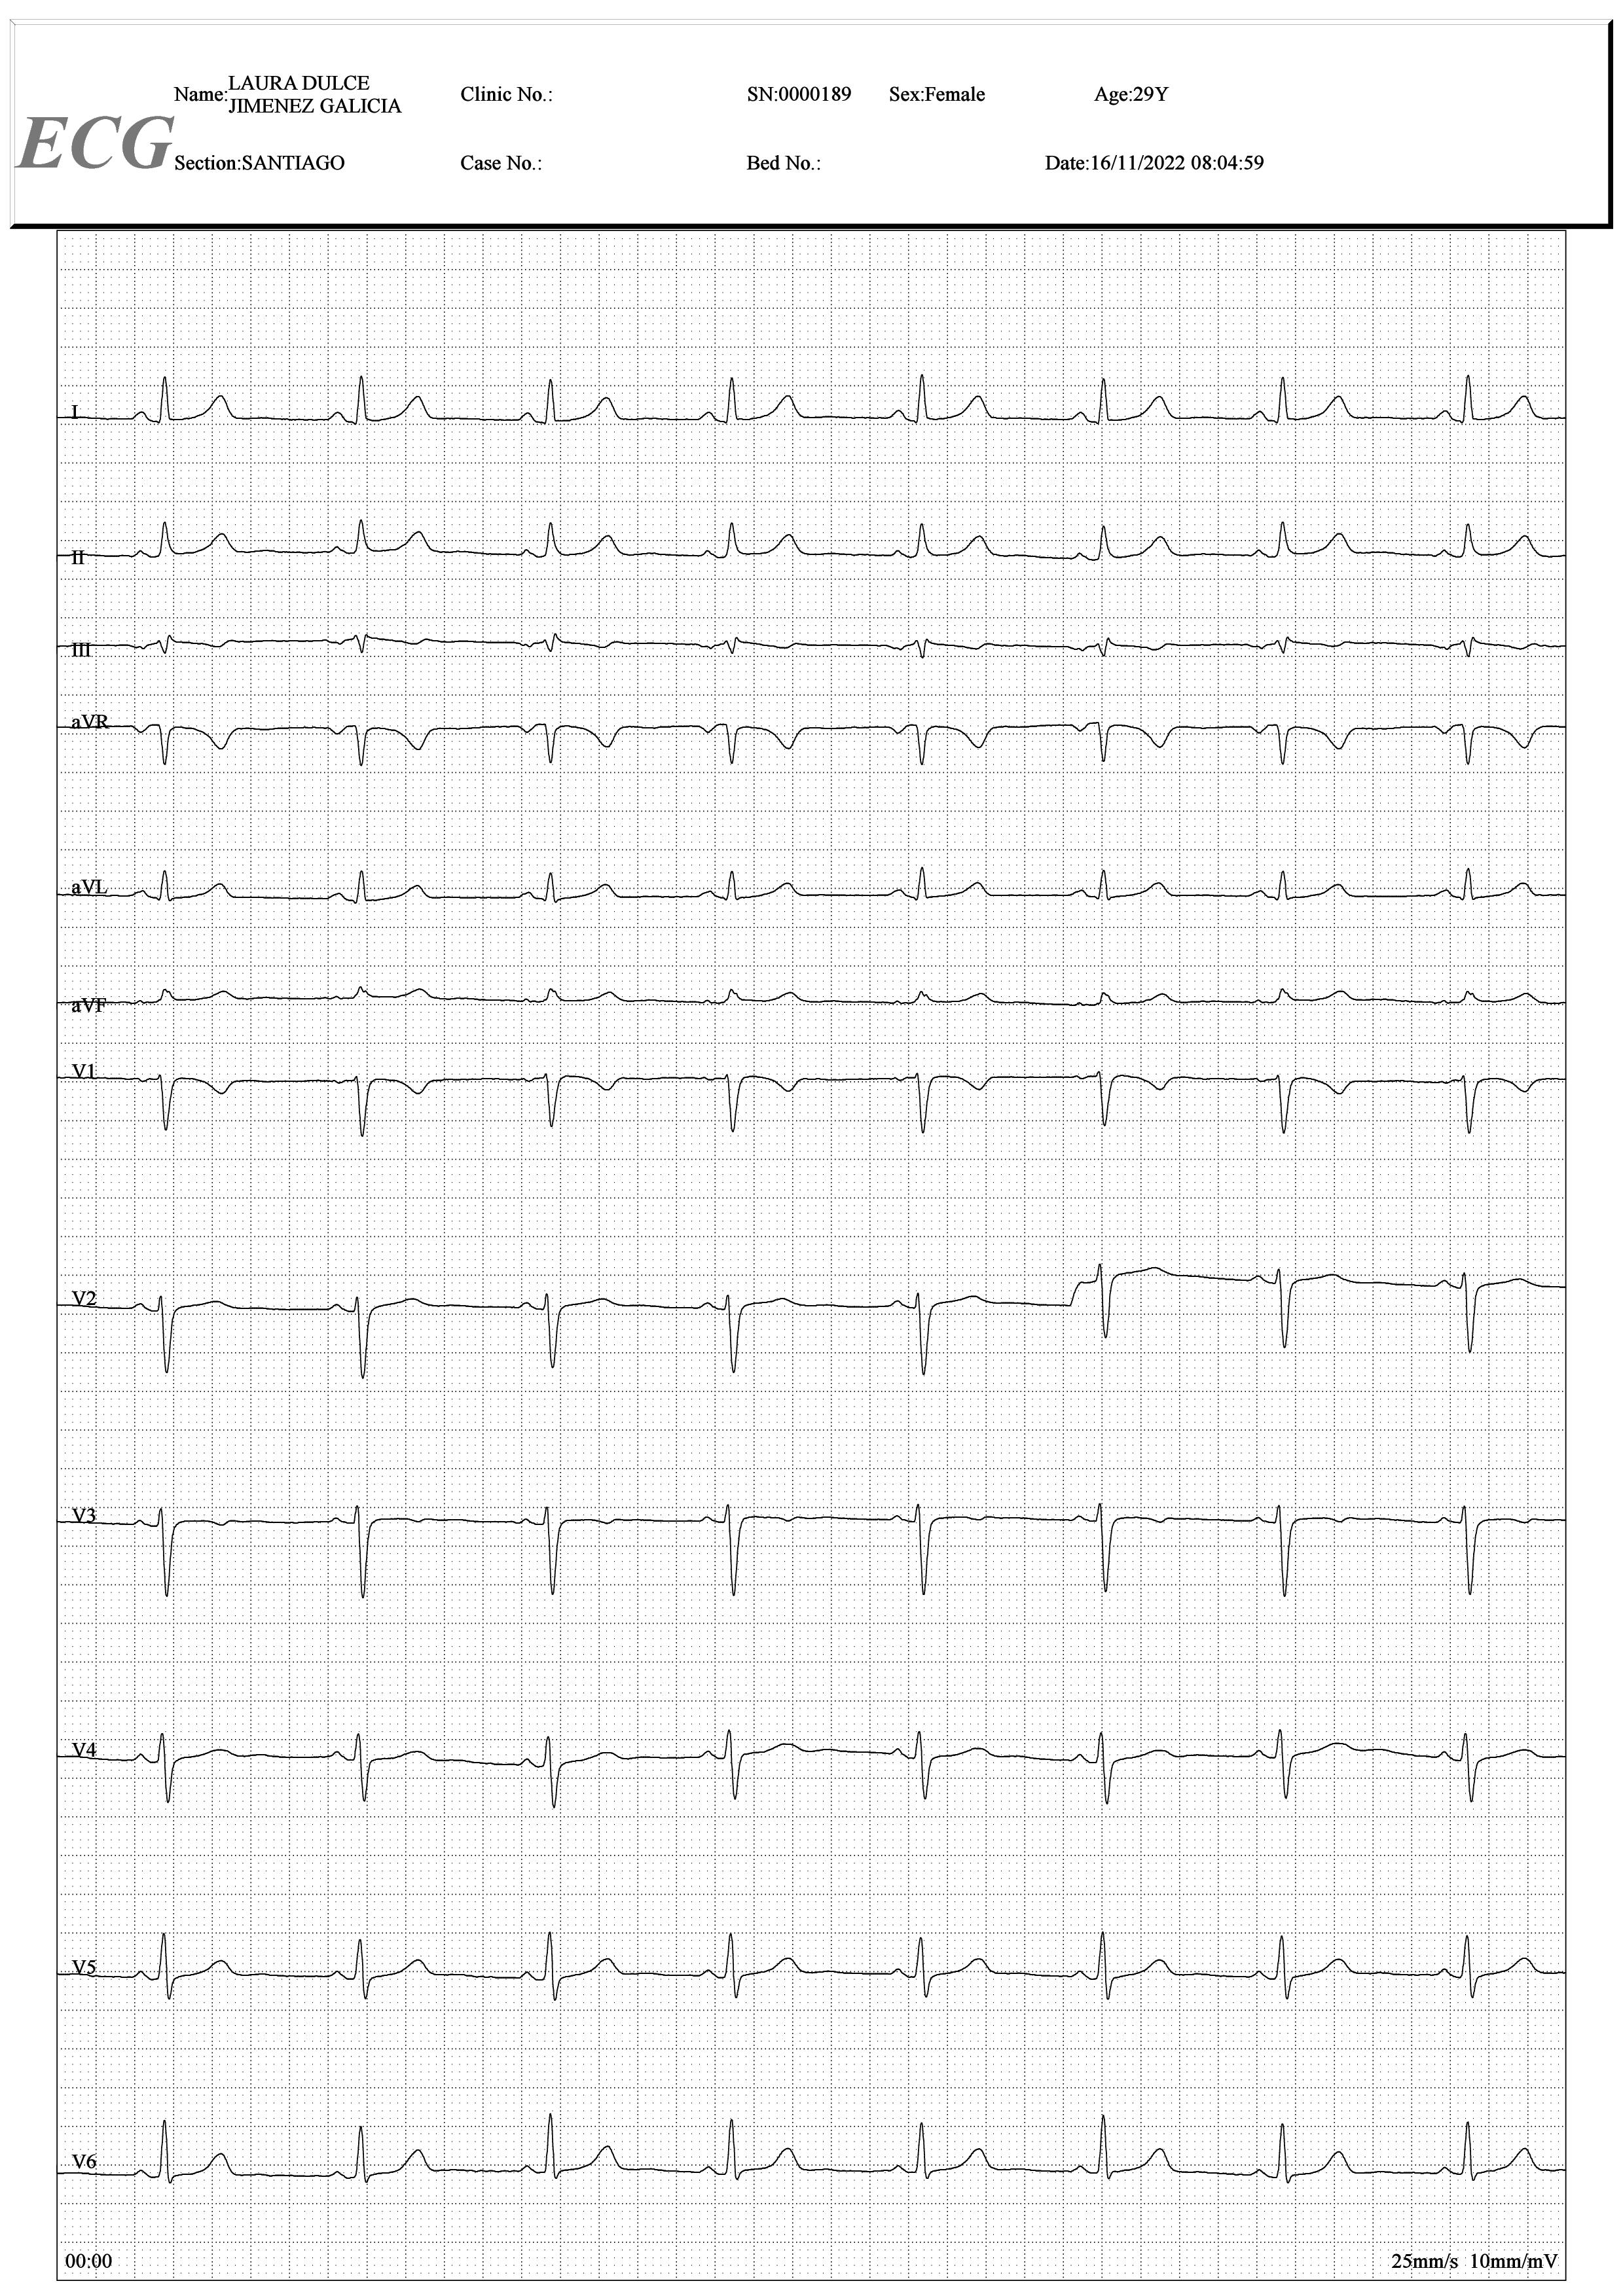 ECG
Name:LAURA DULCE JIMENEZ GALICIA
Clinic No.:
SN:0000189
Sex:Female
Age:29Y
Section:SANTIAGO
Case No.:
Bed No.:
Date:16/11/2022 08:04:59
I
II
III
aVR
aVL
aVF
V1
V2
V3
V4
V5
V6
00:00
25mm/s 10mm/mV